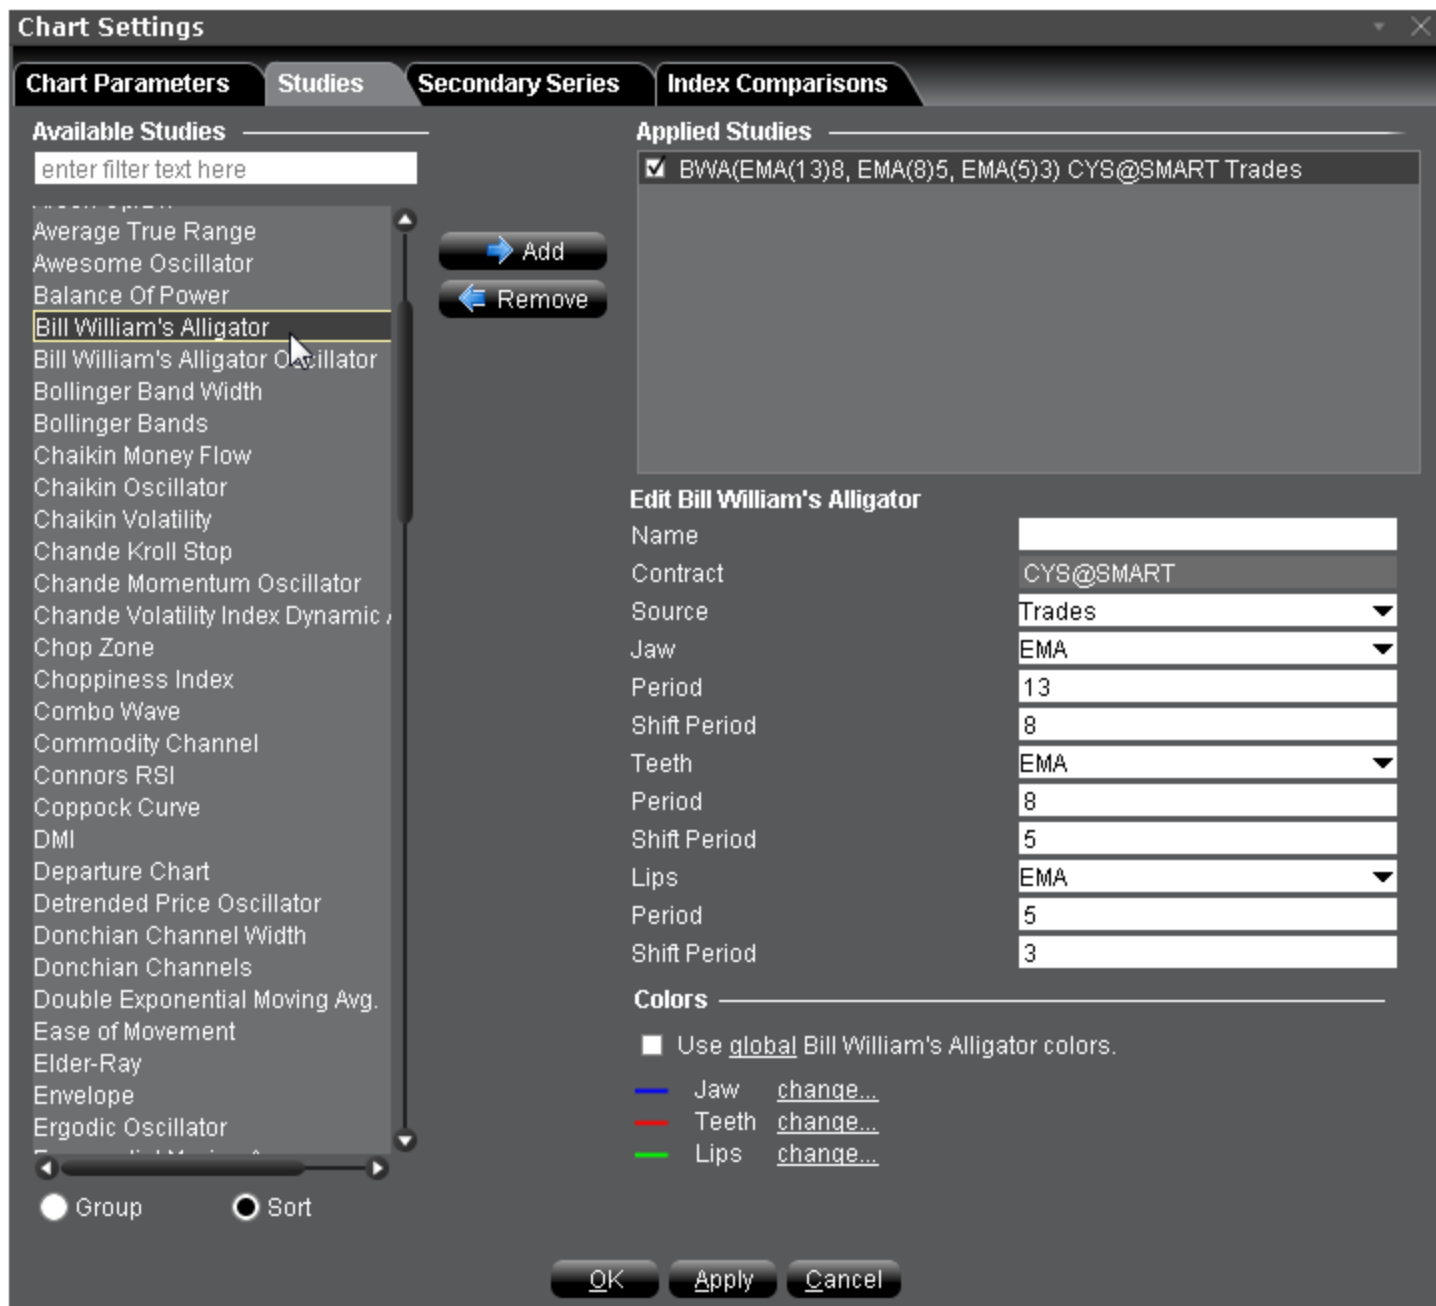 Chart Settings
Chart Parameters
Studies
Secondary Series
Index Comparisons
Available Studies
enter filter text here
Average True Range
Awesome Oscillator
Balance Of Power
Bill William's Alligator
Bill William's Alligator Oscillator
Bollinger Band Width
Bollinger Bands
Chaikin Money Flow
Chaikin Oscillator
Chaikin Volatility
Chande Kroll Stop
Chande Momentum Oscillator
Chande Volatility Index Dynamic
Chop Zone
Choppiness Index
Combo Wave
Commodity Channel
Connors RSI
Coppock Curve
DMI
Departure Chart
Detrended Price Oscillator
Donchian Channel Width
Donchian Channels
Double Exponential Moving Avg.
Ease of Movement
Elder-Ray
Envelope
Ergodic Oscillator
Group
Sort
Add
Remove
Applied Studies
BWA(EMA(13)8, EMA(8)5, EMA(5)3) CYS@SMART Trades
Edit Bill William's Alligator
Name
Contract CYS@SMART
Source Trades
Jaw EMA
Period 13
Shift Period 8
Teeth EMA
Period 8
Shift Period 5
Lips EMA
Period 5
Shift Period 3
Colors
Use global Bill William's Alligator colors.
Jaw change...
Teeth change...
Lips change...
OK
Apply
Cancel